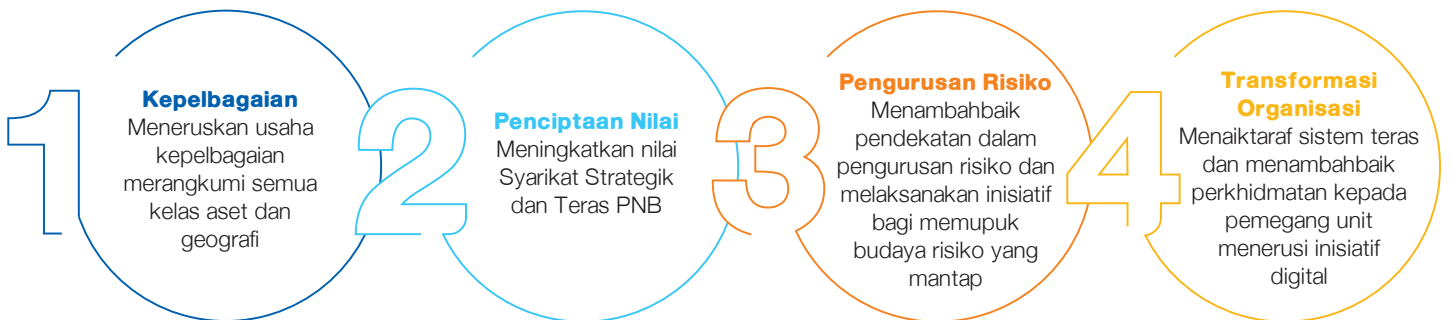 1
Kepelbagaian
Meneruskan usaha
kepelbagaian
merangkumi semua
kelas aset dan
geografi
2
Penciptaan Nilai
Meningkatkan nilai
Syarikat Strategik
dan Teras PNB
3
Pengurusan Risiko
Menambahbaik
pendekatan dalam
pengurusan risiko dan
melaksanakan inisiatif
bagi memupuk
budaya risiko yang
mantap
4
Transformasi
Organisasi
Menaiktaraf sistem teras
dan menambahbaik
perkhidmatan kepada
pemegang unit
menerusi inisiatif
digital